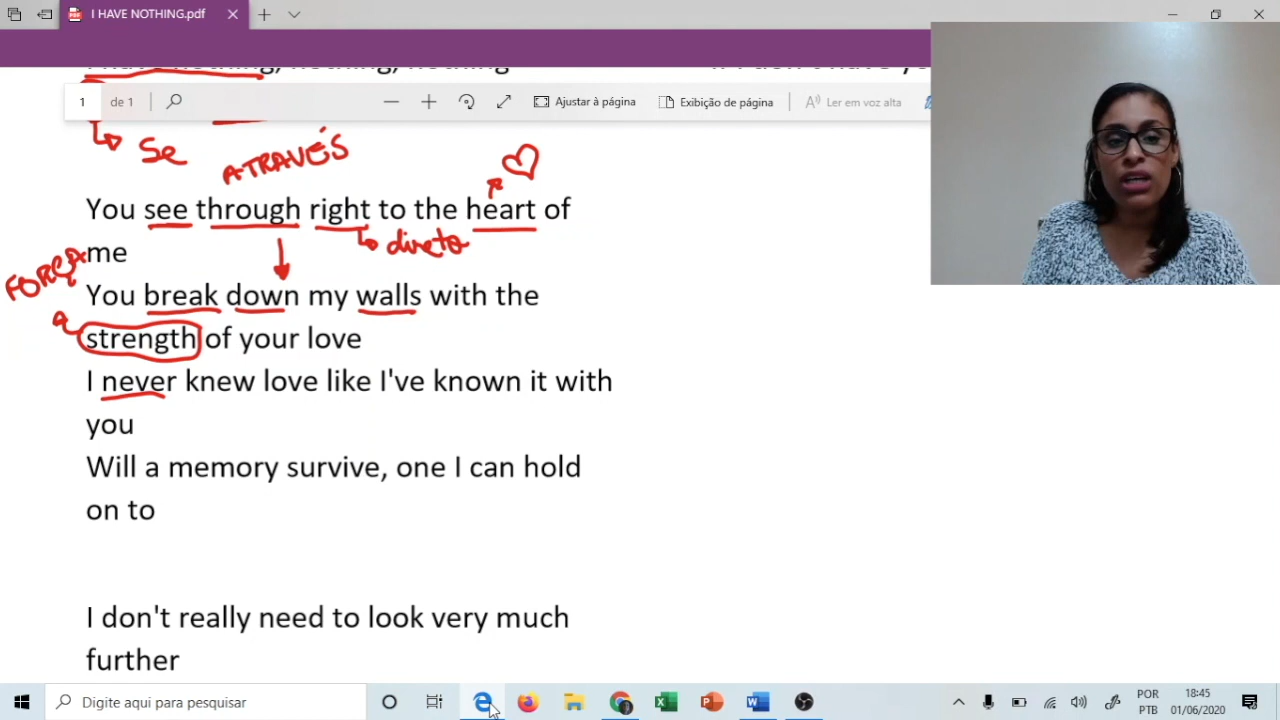 I HAVE NOTHING.pdf
1 de 1
Ajustar à página
Exibição de página
Ler em voz alta
Se
ATRAVÉS
You see through right to the heart of
direto
me
FORÇA
You break down my walls with the
strength of your love
I never knew love like I've known it with
you
Will a memory survive, one I can hold
on to
I don't really need to look very much
further
Digite aqui para pesquisar
POR
PTB
18:45
01/06/2020